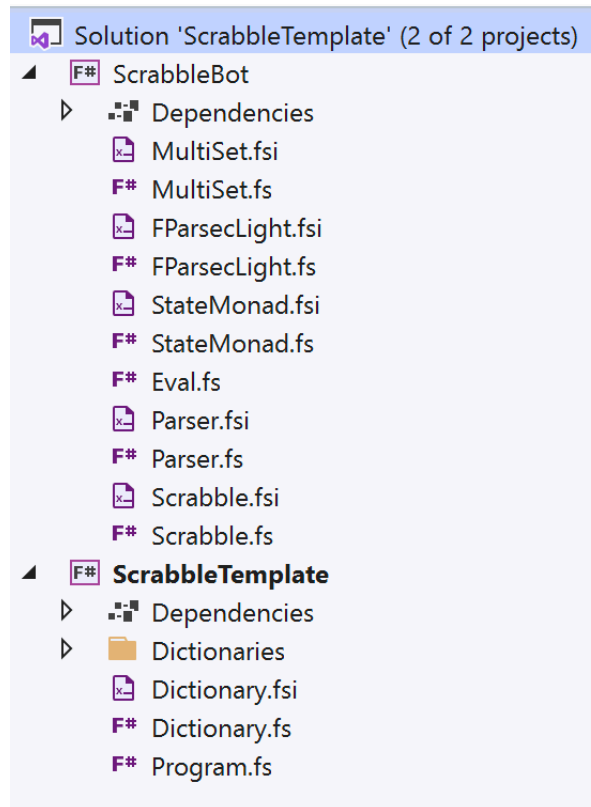 Solution 'ScrabbleTemplate' (2 of 2 projects)
F# ScrabbleBot
Dependencies
MultiSet.fsi
F# MultiSet.fs
FParsecLight.fsi
F# FParsecLight.fs
StateMonad.fsi
F# StateMonad.fs
F# Eval.fs
Parser.fsi
F# Parser.fs
Scrabble.fsi
F# Scrabble.fs
F# ScrabbleTemplate
Dependencies
Dictionaries
Dictionary.fsi
F# Dictionary.fs
F# Program.fs